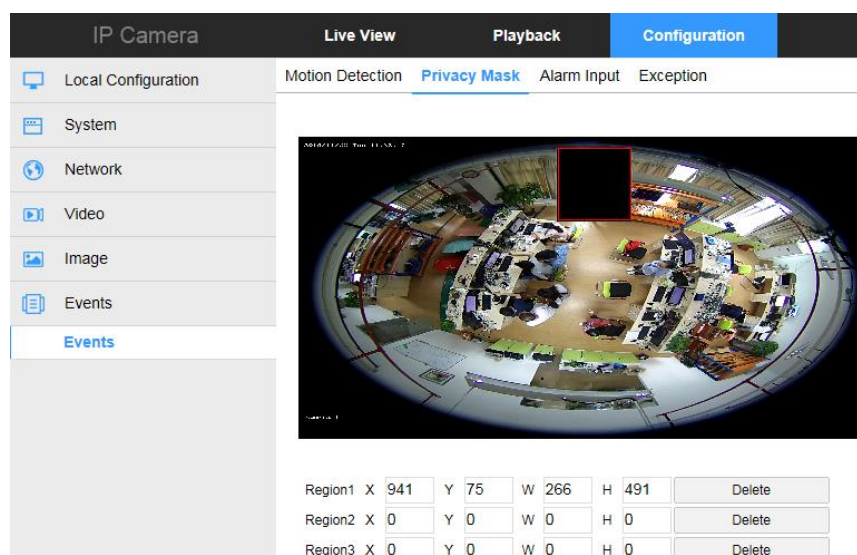 IP Camera Live View Playback Configuration
Local Configuration
System
Network
Video
Image
Events
Events
Motion Detection Privacy Mask Alarm Input Exception
Region1 X 941 Y 75 W 266 H 491 Delete
Region2 X 0 Y 0 W 0 H 0 Delete
Region3 X 0 Y 0 W 0 H 0 Delete